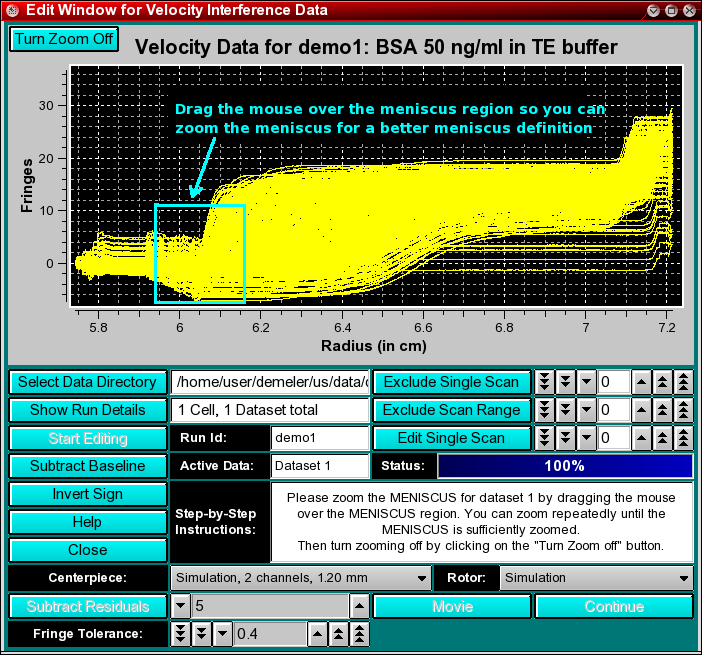 Edit Window for Velocity Interference Data
Turn Zoom Off
Velocity Data for demo1: BSA 50 ng/ml in TE buffer
Drag the mouse over the meniscus region so you can
zoom the meniscus for a better meniscus definition
Fringes
30
20
10
0
5.8 6 6.2 6.4 6.6 6.8 7 7.2
Radius (in cm)
Select Data Directory /home/user/demeler/us/data/ Exclude Single Scan 0
Show Run Details 1 Cell, 1 Dataset total Exclude Scan Range 0
Start Editing Run Id: demo1 Edit Single Scan 0
Subtract Baseline Active Data: Dataset 1 Status: 100%
Invert Sign
Help
Close
Step-by-Step
Instructions:
Please zoom the MENISCUS for dataset 1 by dragging the mouse
over the MENISCUS region. You can zoom repeatedly until the
MENISCUS is sufficiently zoomed.
Then turn zooming off by clicking on the "Turn Zoom off" button.
Centerpiece: Simulation, 2 channels, 1.20 mm Rotor: Simulation
Subtract Residuals 5 Movie Continue
Fringe Tolerance: 0.4